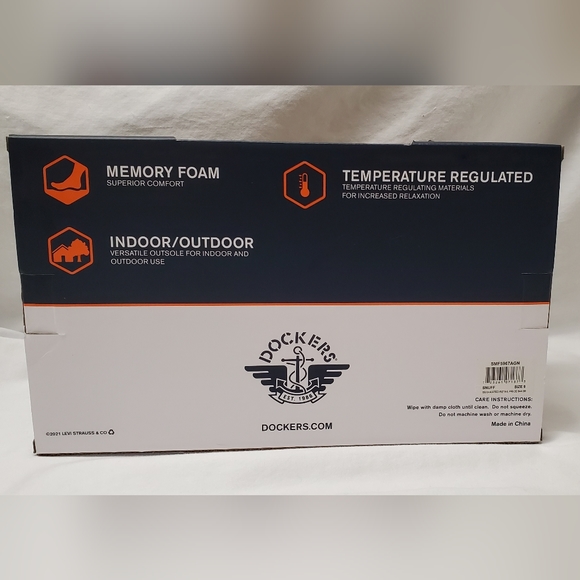 MEMORY FOAM
SUPERIOR COMFORT
TEMPERATURE REGULATED
TEMPERATURE REGULATING MATERIALS
FOR INCREASED RELAXATION
INDOOR/OUTDOOR
VERSATILE OUTSOLE FOR INDOOR AND
OUTDOOR USE
DOCKERS
EST. 1986
DOCKERS.COM
©2021 LEVI STRAUSS & CO
CARE INSTRUCTIONS:
Wipe with damp cloth until clean. Do not squeeze.
Do not machine wash or machine dry.
Made in China